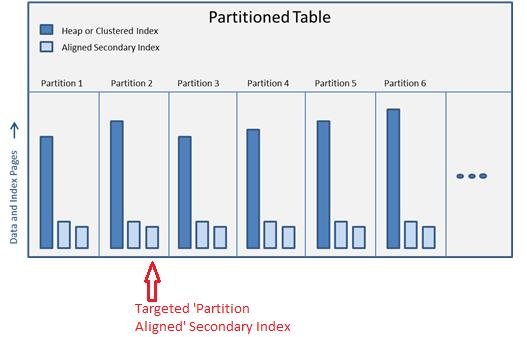 Partitioned Table
Heap or Clustered Index
Aligned Secondary Index
Partition 1
Partition 2
Partition 3
Partition 4
Partition 5
Partition 6
Data and Index Pages
Targeted 'Partition
Aligned' Secondary Index